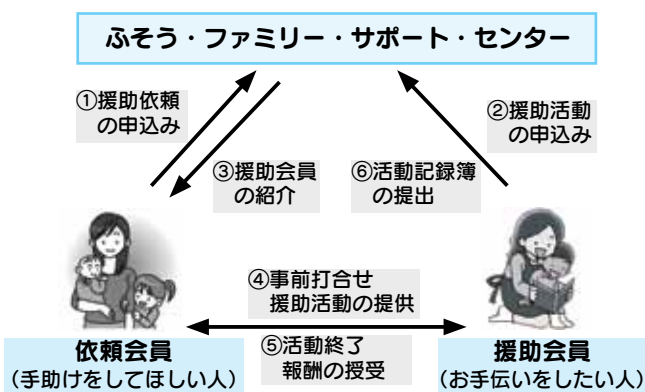 ふそう・ファミリー・サポート・センター
①援助依頼
の申込み
②援助活動
の申込み
③援助会員
の紹介
⑥活動記録簿
の提出
④事前打合せ
援助活動の提供
⑤活動終了
報酬の授受
依頼会員
(手助けをしてほしい人)
援助会員
(お手伝いをしたい人)